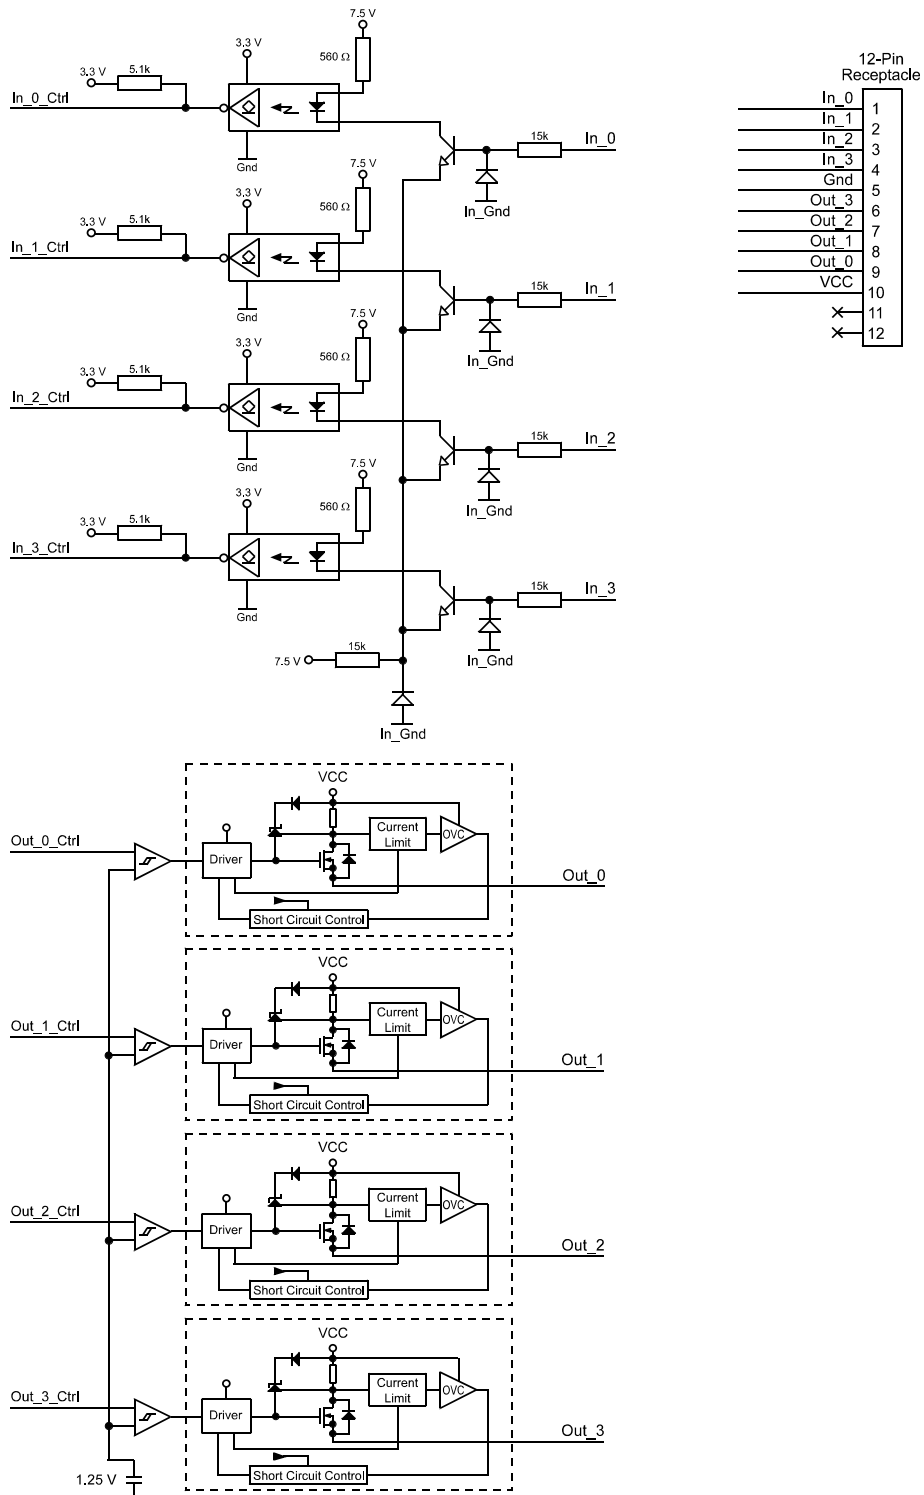 7.5 V
3.3 V
560 Ω
3.3 V
5.1k
In_0_Ctrl
Gnd
15k
In_0
In_Gnd
7.5 V
3.3 V
560 Ω
3.3 V
5.1k
In_1_Ctrl
Gnd
15k
In_1
In_Gnd
7.5 V
3.3 V
560 Ω
3.3 V
5.1k
In_2_Ctrl
Gnd
15k
In_2
In_Gnd
7.5 V
3.3 V
560 Ω
3.3 V
5.1k
In_3_Ctrl
Gnd
15k
In_3
In_Gnd
7.5 V
15k
In_Gnd
12-Pin
Receptacle
In_0 1
In_1 2
In_2 3
In_3 4
Gnd 5
Out_3 6
Out_2 7
Out_1 8
Out_0 9
VCC 10
11
12
VCC
Out_0_Ctrl
Driver
Current
Limit
OVC
Out_0
Short Circuit Control
VCC
Out_1_Ctrl
Driver
Current
Limit
OVC
Out_1
Short Circuit Control
VCC
Out_2_Ctrl
Driver
Current
Limit
OVC
Out_2
Short Circuit Control
VCC
Out_3_Ctrl
Driver
Current
Limit
OVC
Out_3
Short Circuit Control
1.25 V